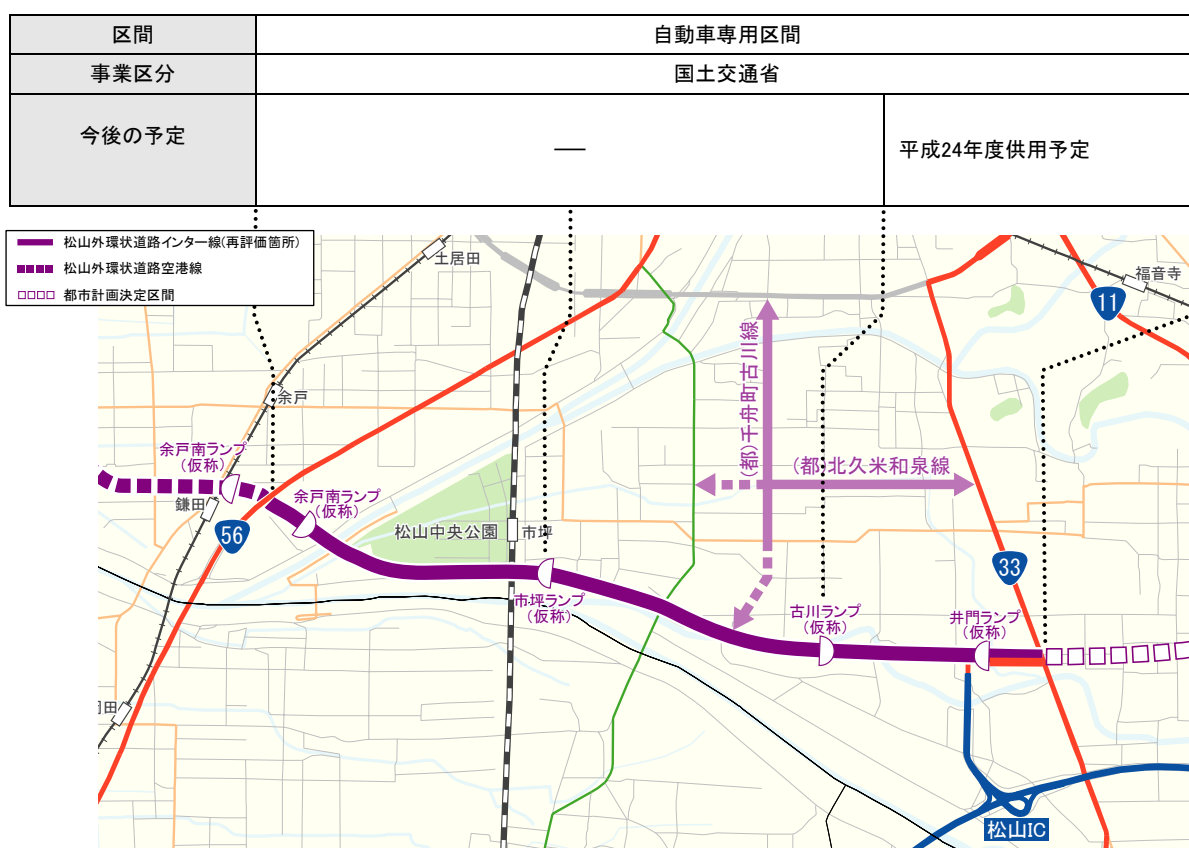 区間
自動車専用区間
事業区分
国土交通省
今後の予定
―
平成24年度供用予定
松山外環状道路インター線(再評価箇所)
松山外環状道路空港線
都市計画決定区間
土居田
福音寺
11
(都)千舟町古川線
余戸
余戸南ランプ
(仮称)
(都)北久米和泉線
鎌田
余戸南ランプ
(仮称)
56
松山中央公園
市坪
33
市坪ランプ
(仮称)
古川ランプ
(仮称)
井門ランプ
(仮称)
田
松山IC